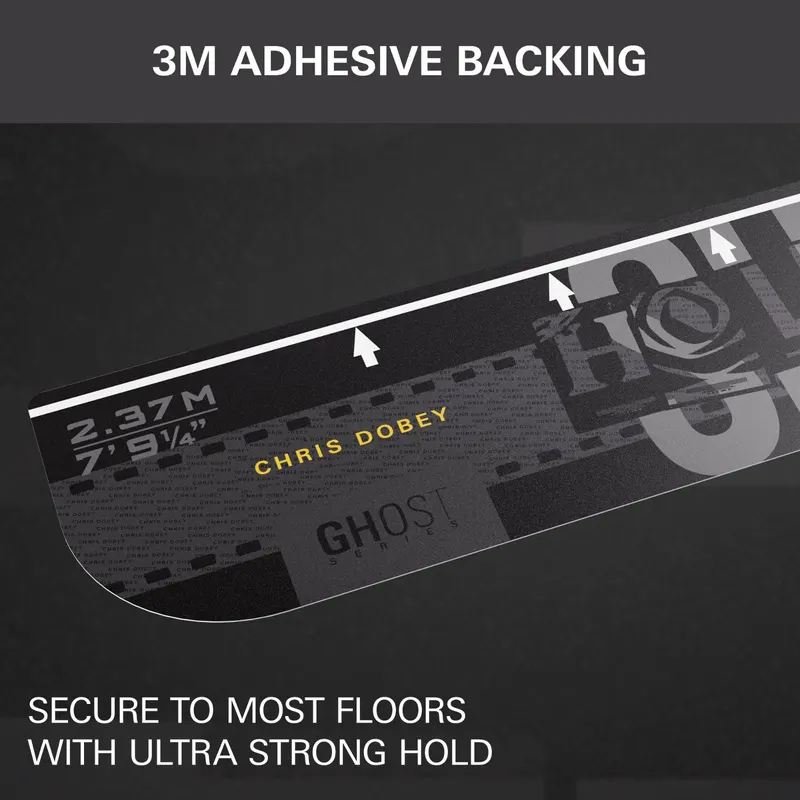 3M ADHESIVE BACKING
2.37M
7' 9¼"
CHRIS DOBEY
GHOST
SERIES
SECURE TO MOST FLOORS
WITH ULTRA STRONG HOLD